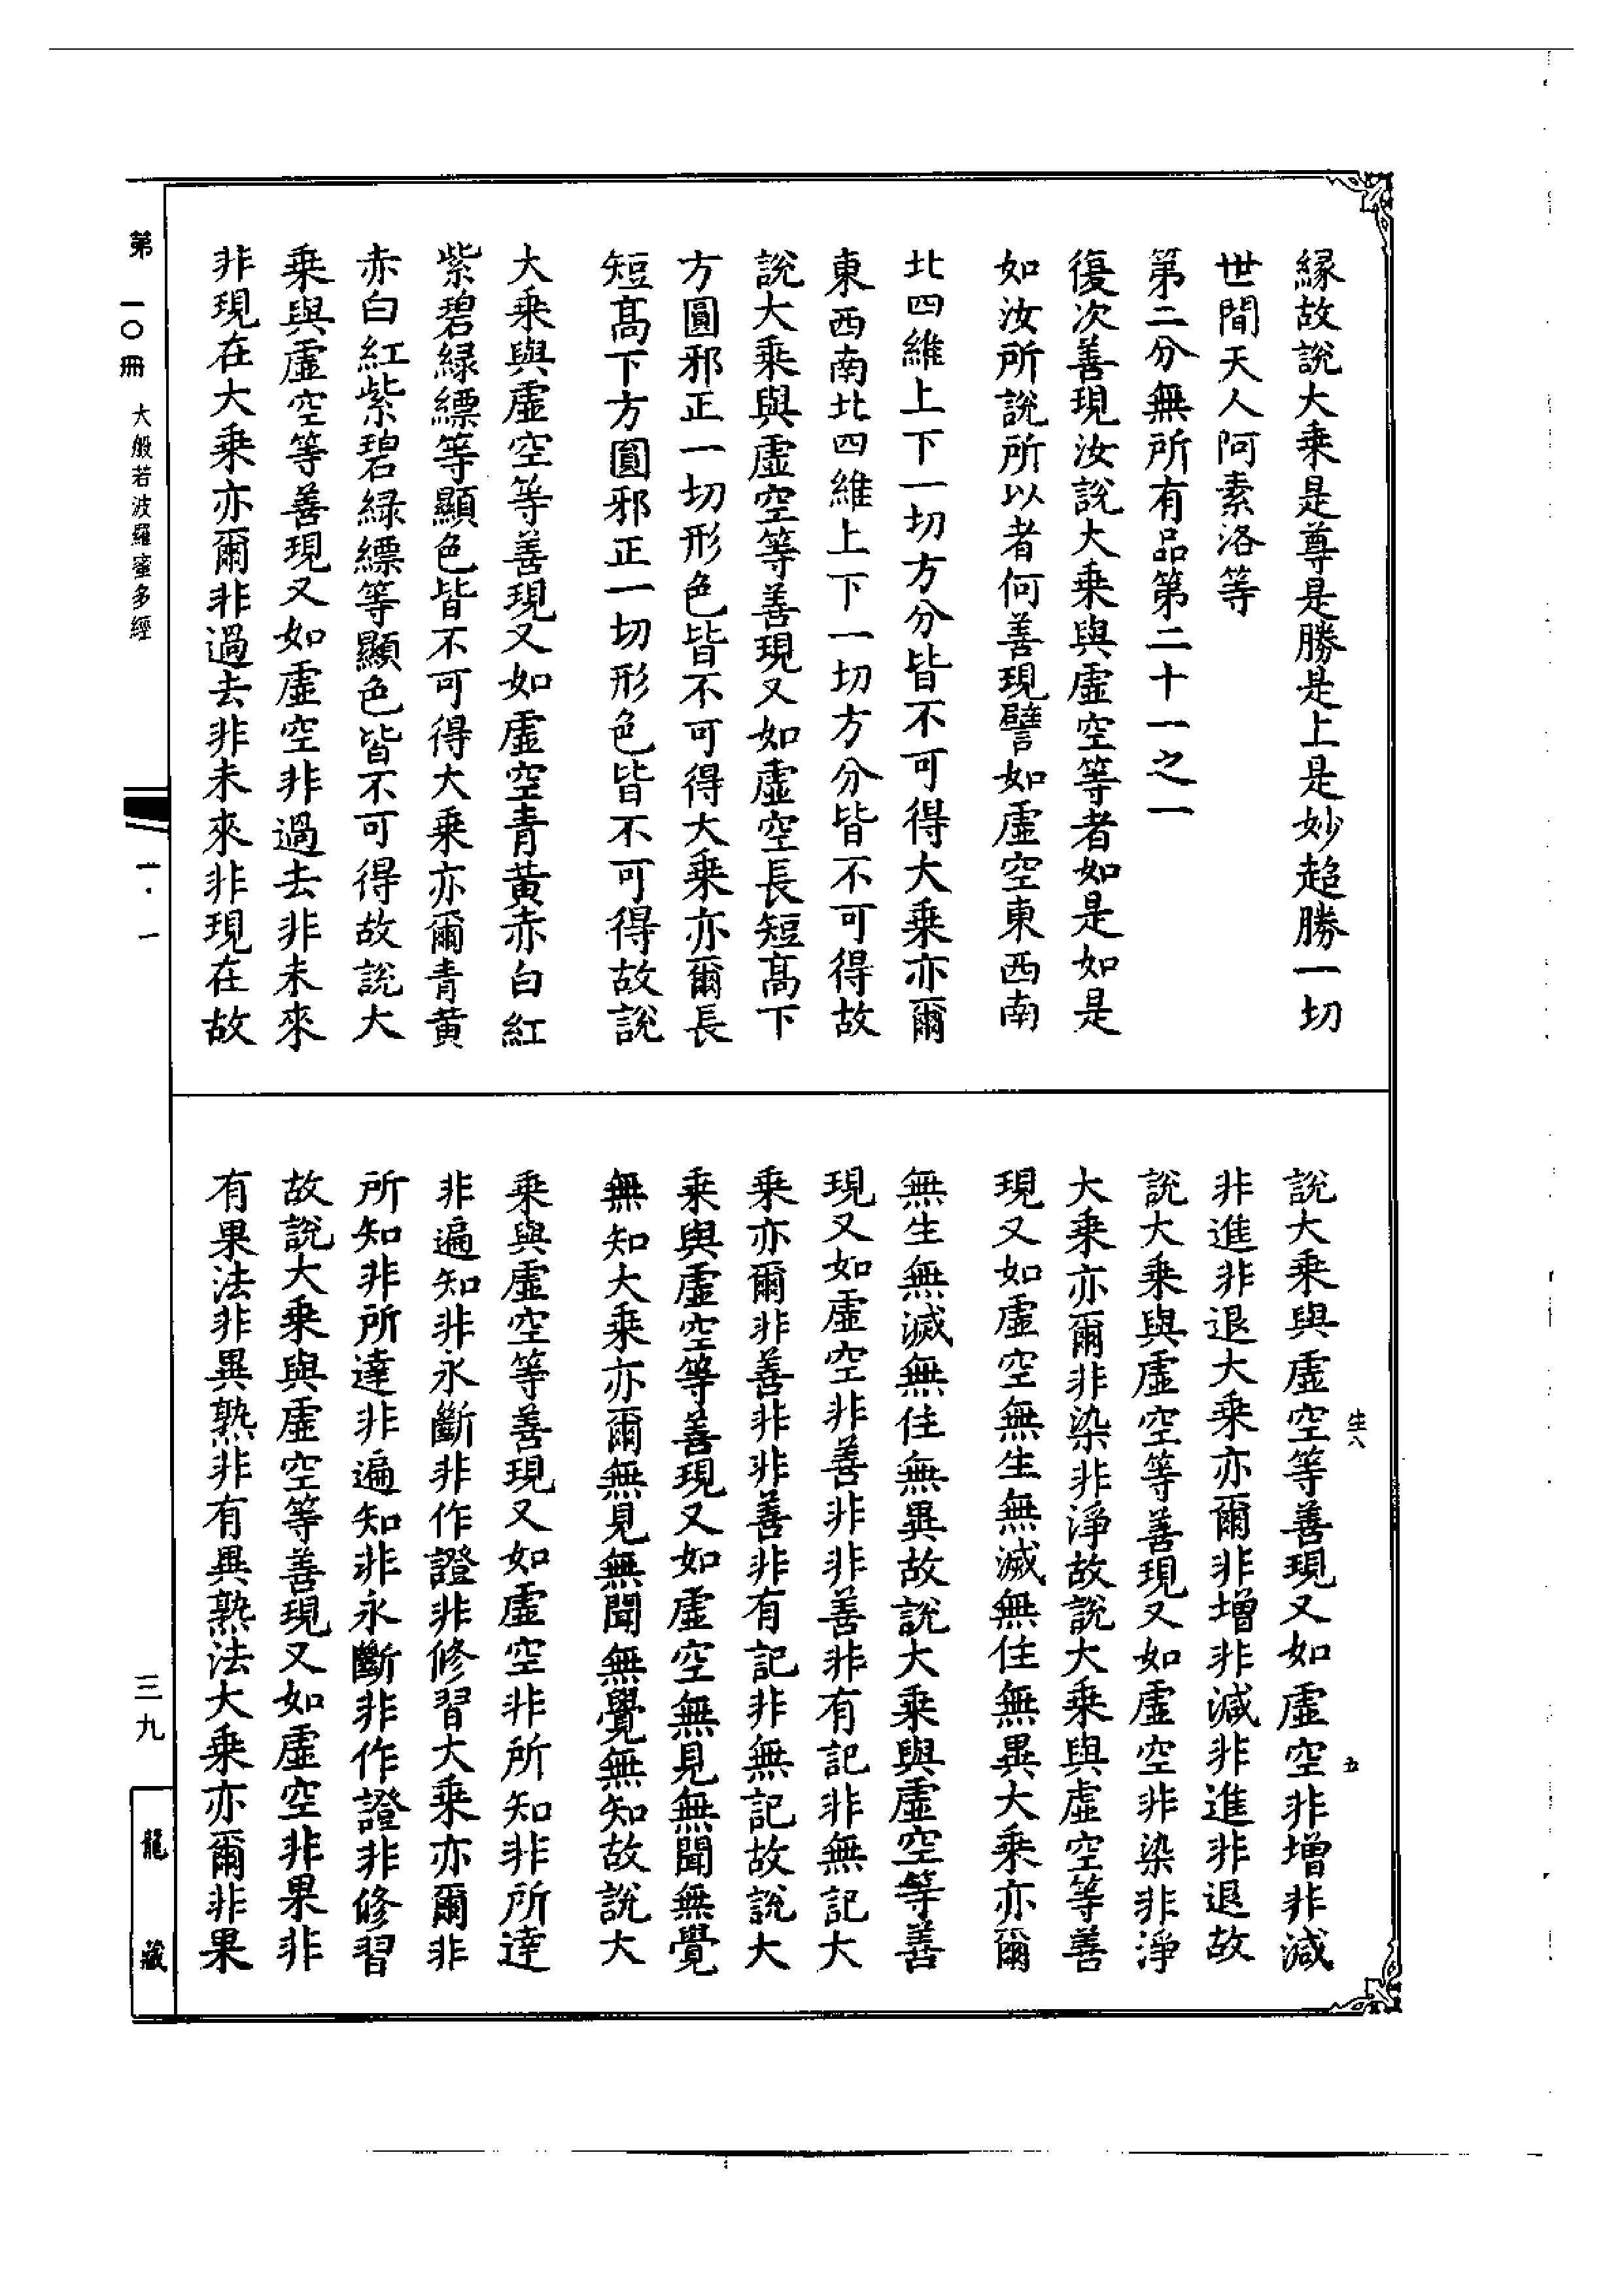 緣故說大乘是尊是勝是上是妙超勝一切
世間天人阿素洛等
第二分無所有品第二十一之一
復次善現汝說大乘與虛空等者如是如是
如汝所說所以者何善現譬如虛空東西南
北四維上下一切方分皆不可得大乘亦爾
東西南北四維上下一切方分皆不可得故
說大乘與虛空等善現又如虛空長短高下
方圓邪正一切形色皆不可得大乘亦爾長
短高下方圓邪正一切形色皆不可得故說
大乘與虛空等善現又如虛空青黃赤白紅
紫碧綠縹等顯色皆不可得大乘亦爾青黃
赤白紅紫碧綠縹等顯色皆不可得故說大
乘與虛空等善現又如虛空非過去非未來
非現在大乘亦爾非過去非未來非現在故
說大乘與虛空等善現又如虛空非增非減
非進非退大乘亦爾非增非減非進非退故
說大乘與虛空等善現又如虛空非染非淨
大乘亦爾非染非淨故說大乘與虛空等善
現又如虛空無生無滅無住無異大乘亦爾
無生無滅無住無異故說大乘與虛空等善
現又如虛空非善非非善非有記非無記大
乘亦爾非善非非善非有記非無記故說大
乘與虛空等善現又如虛空無見無聞無覺
無知大乘亦爾無見無聞無覺無知故說大
乘與虛空等善現又如虛空非所知非所達
非遍知非永斷非作證非修習大乘亦爾非
所知非所達非遍知非永斷非作證非修習
故說大乘與虛空等善現又如虛空非果非
有果法非異熟非有異熟法大乘亦爾非果
生八
五
第一〇冊
大般若波羅蜜多經
一·一
三九
龍藏